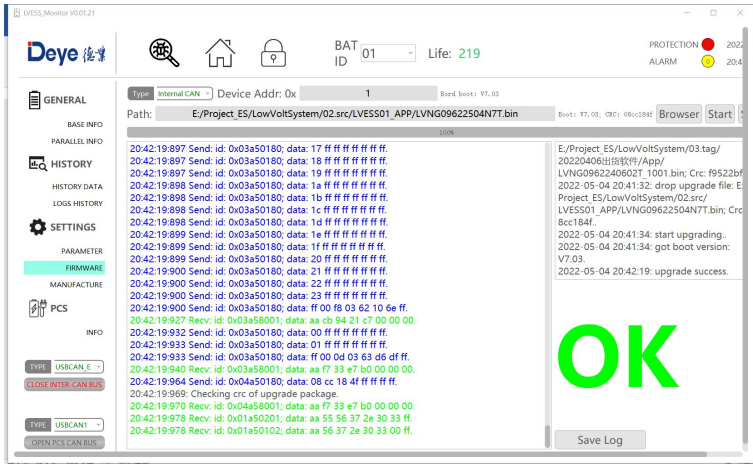 LVESS_Monitor V0.01.21
Deye 德业
BAT ID 01
Life: 219
PROTECTION
2022
ALARM
20:4
GENERAL
BASE INFO
PARALLEL INFO
HISTORY
HISTORY DATA
LOGS HISTORY
SETTINGS
PARAMETER
FIRMWARE
MANUFACTURE
PCS
INFO
TYPE USBCAN_E
CLOSE INTER-CAN BUS
TYPE USBCAN1
OPEN PCS CAN BUS
Type Internal CAN Device Addr: 0x 1 Bord boot: V7.03
Path: E:/Project_ES/LowVoltSystem/02.src/LVESS01_APP/LVNG09622504N7T.bin Boot: V7.03, CRC: 08cc184f Browser Start S
100%
20:42:19:897 Send: id: 0x03a50180; data: 17 ff ff ff ff ff ff ff.
20:42:19:898 Send: id: 0x03a50180; data: 18 ff ff ff ff ff ff ff.
20:42:19:897 Send: id: 0x03a50180; data: 19 ff ff ff ff ff ff ff.
20:42:19:898 Send: id: 0x03a50180; data: 1a ff ff ff ff ff ff ff.
20:42:19:898 Send: id: 0x03a50180; data: 1b ff ff ff ff ff ff ff.
20:42:19:898 Send: id: 0x03a50180; data: 1c ff ff ff ff ff ff ff.
20:42:19:898 Send: id: 0x03a50180; data: 1d ff ff ff ff ff ff ff.
20:42:19:899 Send: id: 0x03a50180; data: 1e ff ff ff ff ff ff ff.
20:42:19:899 Send: id: 0x03a50180; data: 1f ff ff ff ff ff ff ff.
20:42:19:899 Send: id: 0x03a50180; data: 20 ff ff ff ff ff ff ff.
20:42:19:900 Send: id: 0x03a50180; data: 21 ff ff ff ff ff ff ff.
20:42:19:900 Send: id: 0x03a50180; data: 22 ff ff ff ff ff ff ff.
20:42:19:900 Send: id: 0x03a50180; data: 23 ff ff ff ff ff ff ff.
20:42:19:900 Send: id: 0x03a50180; data: ff 00 f8 03 62 10 6e ff.
20:42:19:927 Recv: id: 0x03a58001; data: aa cb 94 21 c7 00 00 00.
20:42:19:932 Send: id: 0x03a50180; data: 00 ff ff ff ff ff ff ff.
20:42:19:933 Send: id: 0x03a50180; data: 01 ff ff ff ff ff ff ff.
20:42:19:933 Send: id: 0x03a50180; data: ff 00 0d 03 63 d6 df ff.
20:42:19:940 Recv: id: 0x03a58001; data: aa f7 33 e7 b0 00 00 00.
20:42:19:964 Send: id: 0x04a50180; data: 08 cc 18 4f ff ff ff ff.
20:42:19:969: Checking crc of upgrade package.
20:42:19:970 Recv: id: 0x04a58001; data: aa f7 33 e7 b0 00 00 00.
20:42:19:978 Recv: id: 0x01a50201; data: aa 55 56 37 2e 30 33 ff.
20:42:19:978 Recv: id: 0x01a50102; data: aa 56 37 2e 30 33 00 ff.
E:/Project_ES/LowVoltSystem/03.tag/
20220406出货软件/App/
LVNG0962240602T_1001.bin; Crc: f9522bf
2022-05-04 20:41:32: drop upgrade file: E:
Project_ES/LowVoltSystem/02.src/
LVESS01_APP/LVNG09622504N7T.bin; Crc
8cc184f..
2022-05-04 20:41:34: start upgrading..
2022-05-04 20:41:34: got boot version:
V7.03.
2022-05-04 20:42:19: upgrade success.
OK
Save Log